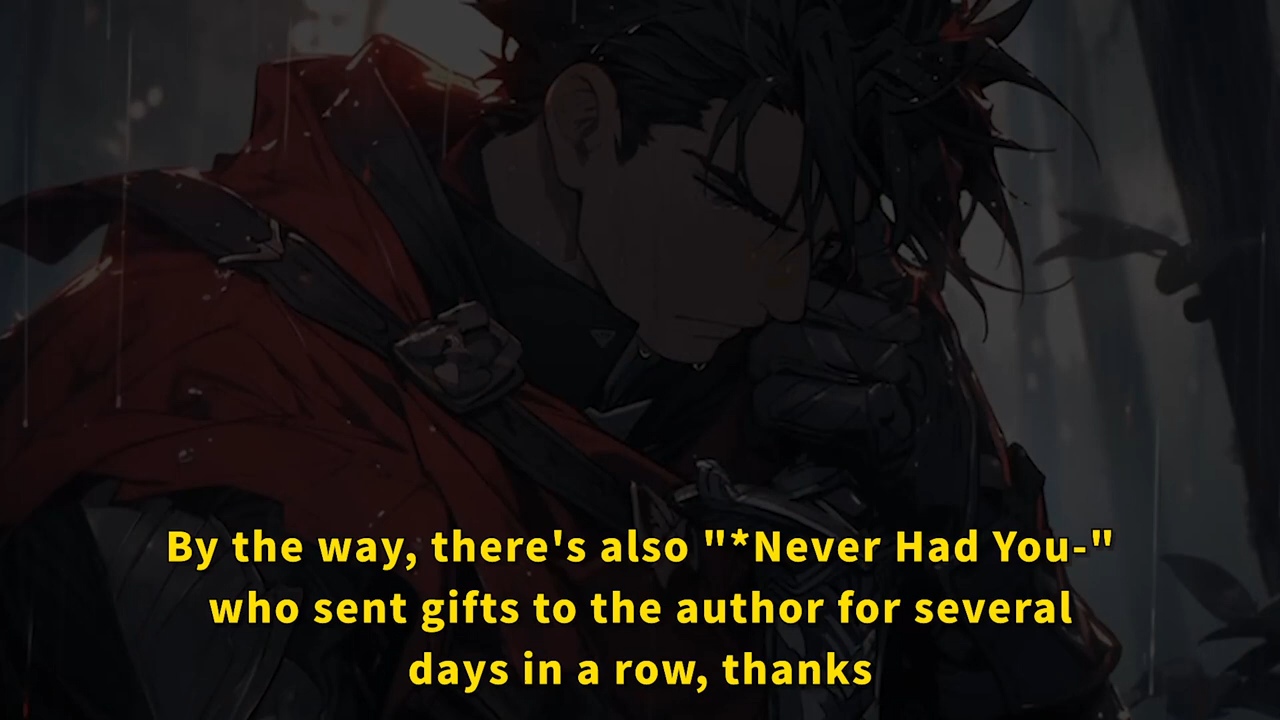 By the way, there's also "*Never Had You-"
who sent gifts to the author for several
days in a row, thanks